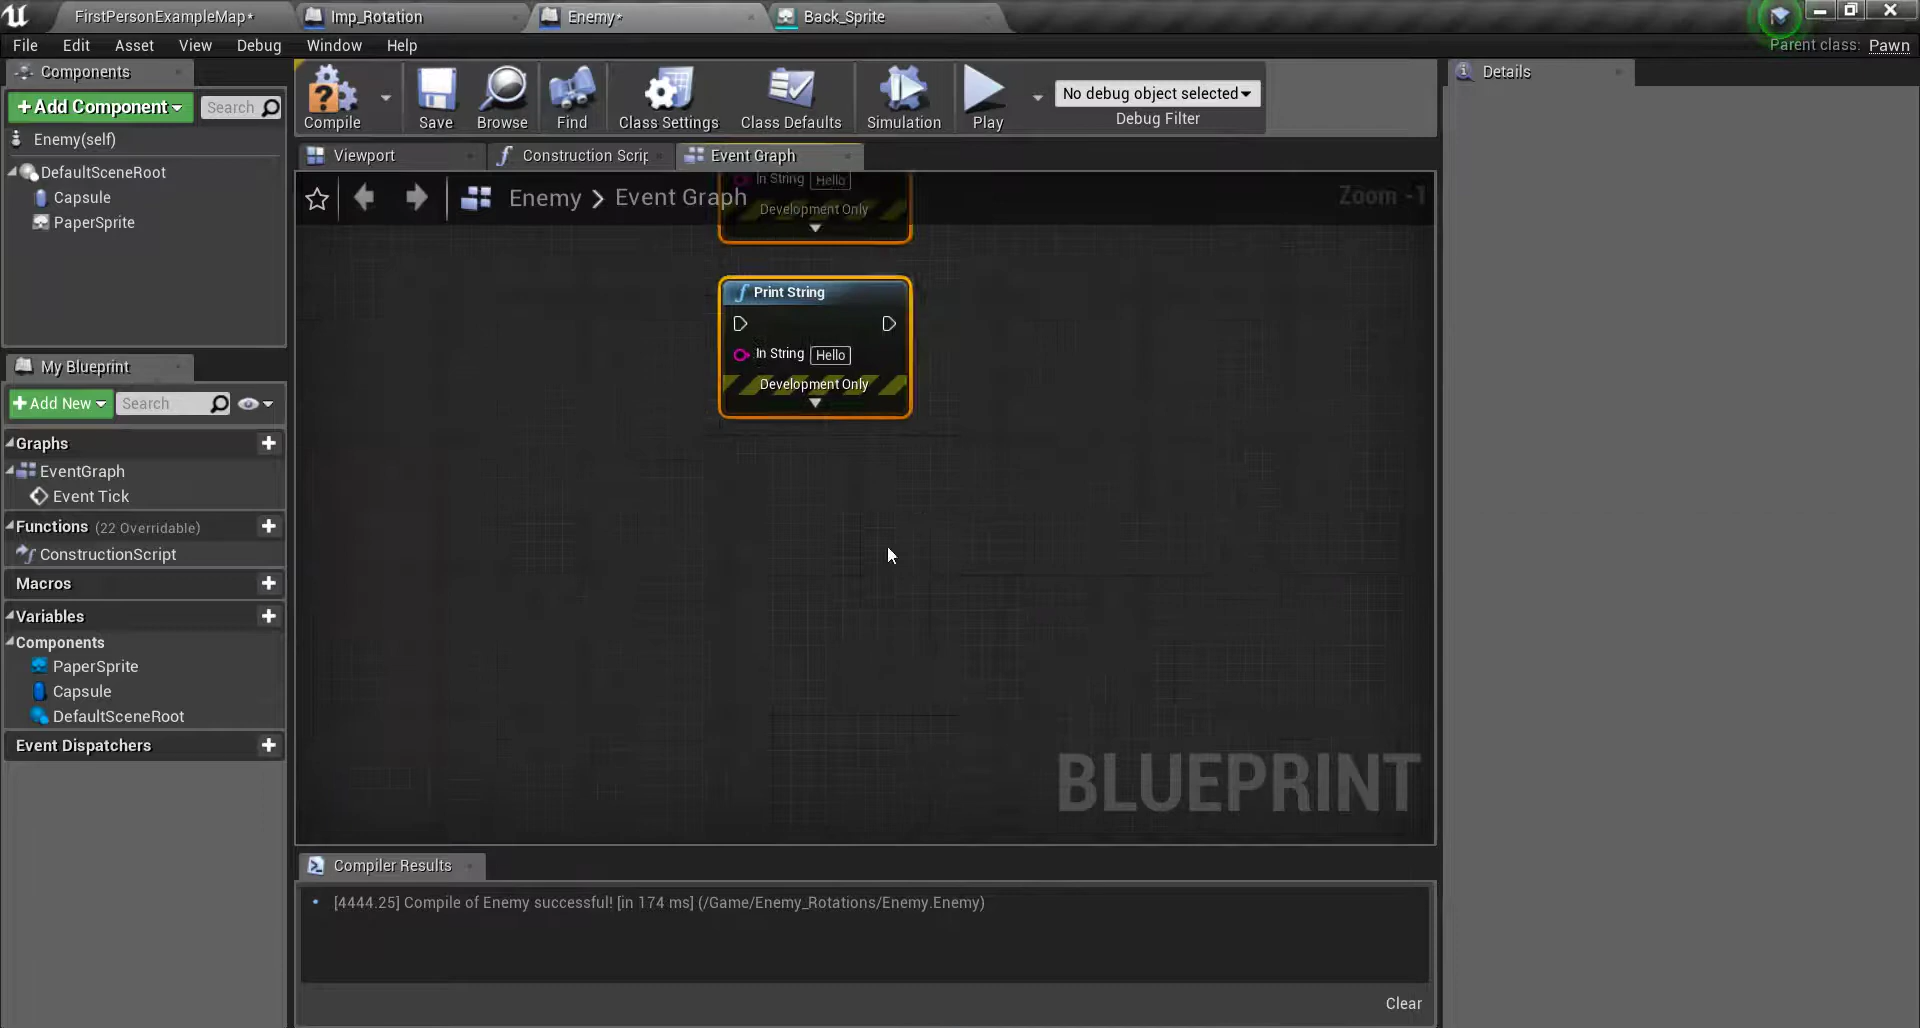 FirstPersonExampleMap*
Imp_Rotation
Enemy*
Back_Sprite
File Edit Asset View Debug Window Help
Parent class: Pawn
Components
+Add Component
Search
Enemy(self)
DefaultSceneRoot
Capsule
PaperSprite
Compile
Save
Browse
Find
Class Settings
Class Defaults
Simulation
Play
No debug object selected
Debug Filter
Details
Viewport
Construction Scrip
Event Graph
Enemy > Event Graph
Zoom -1
In String Hello
Development Only
Print String
In String Hello
Development Only
BLUEPRINT
My Blueprint
+Add New
Search
Graphs
EventGraph
Event Tick
Functions (22 Overridable)
ConstructionScript
Macros
Variables
Components
PaperSprite
Capsule
DefaultSceneRoot
Event Dispatchers
Compiler Results
[4444.25] Compile of Enemy successful! [in 174 ms] (/Game/Enemy_Rotations/Enemy.Enemy)
Clear